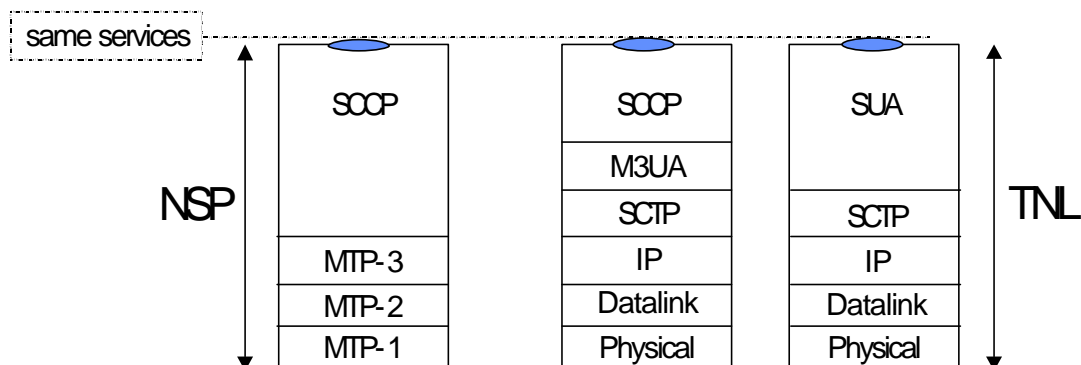 same services
SCCP
SCCP
SUA
M3UA
NSP
TNL
SCTP
SCTP
MTP-3
IP
IP
MTP-2
Datalink
Datalink
MTP-1
Physical
Physical